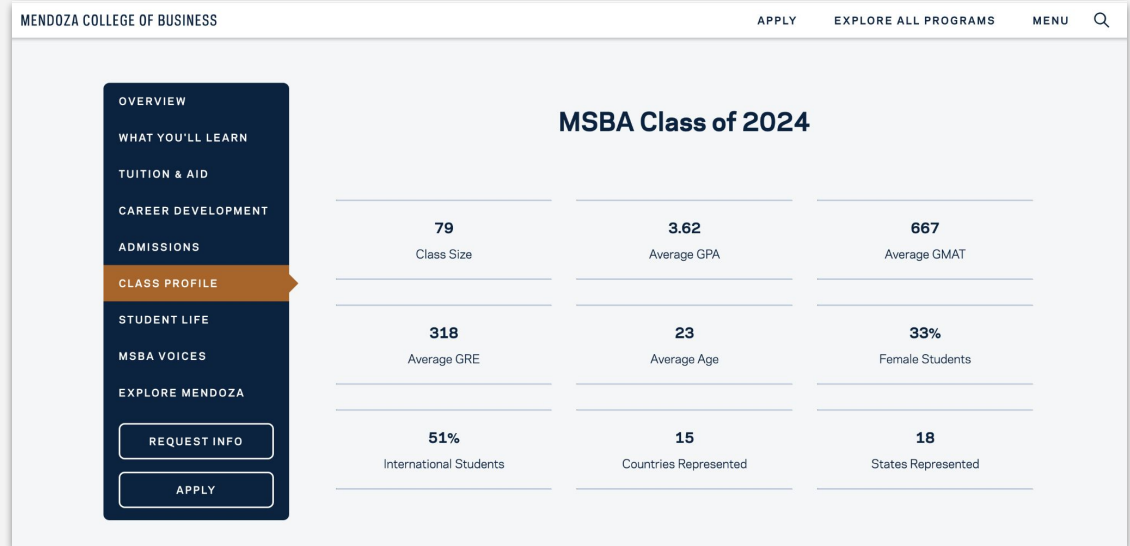 MENDOZA COLLEGE OF BUSINESS
APPLY
EXPLORE ALL PROGRAMS
MENU
OVERVIEW
WHAT YOU'LL LEARN
TUITION & AID
CAREER DEVELOPMENT
ADMISSIONS
CLASS PROFILE
STUDENT LIFE
MSBA VOICES
EXPLORE MENDOZA
REQUEST INFO
APPLY
MSBA Class of 2024
79
Class Size
3.62
Average GPA
667
Average GMAT
318
Average GRE
23
Average Age
33%
Female Students
51%
International Students
15
Countries Represented
18
States Represented